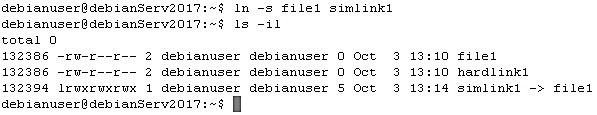 debianuser@debianServ2017:~$ ln -s file1 simlink1
debianuser@debianServ2017:~$ ls -il
total 0
132386 -rw-r--r-- 2 debianuser debianuser 0 Oct  3 13:10 file1
132386 -rw-r--r-- 2 debianuser debianuser 0 Oct  3 13:10 hardlink1
132394 lrwxrwxrwx 1 debianuser debianuser 5 Oct  3 13:14 simlink1 -> file1
debianuser@debianServ2017:~$